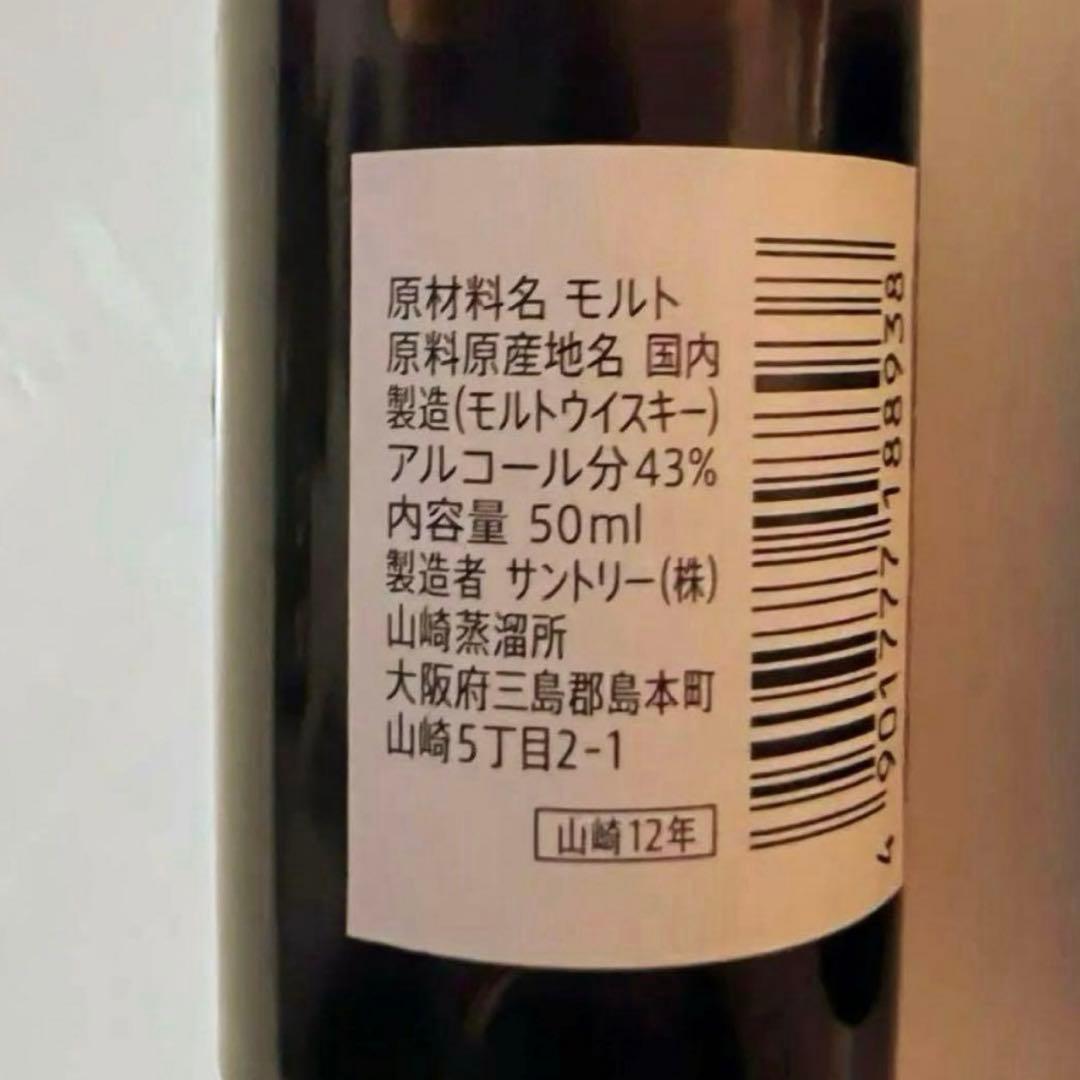 原材料名 モルト
原料原産地名 国内
製造(モルトウイスキー)
アルコール分43%
内容量 50ml
製造者 サントリー(株)
山崎蒸溜所
大阪府三島郡島本町
山崎5丁目2-1
山崎12年
4 901777 188938